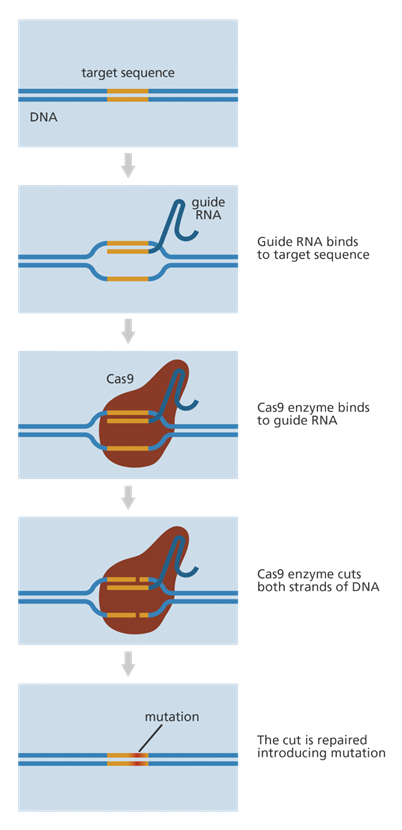 target sequence
DNA
guide
RNA
Guide RNA binds
to target sequence
Cas9
Cas9 enzyme binds
to guide RNA
Cas9 enzyme cuts
both strands of DNA
mutation
The cut is repaired
introducing mutation